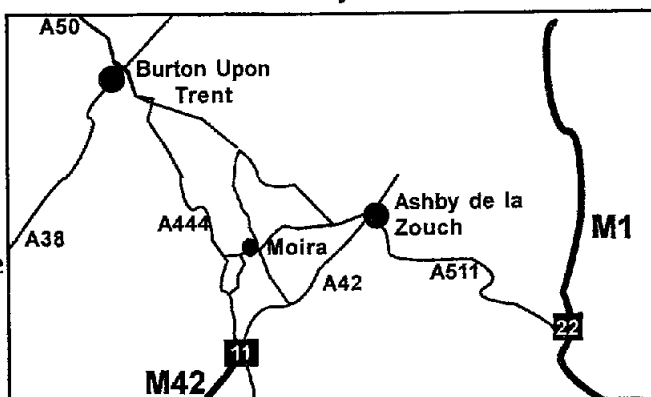 A50
Burton Upon
Trent
A38
A444
Moira
Ashby de la
Zouch
A42
A511
M1
22
11
M42